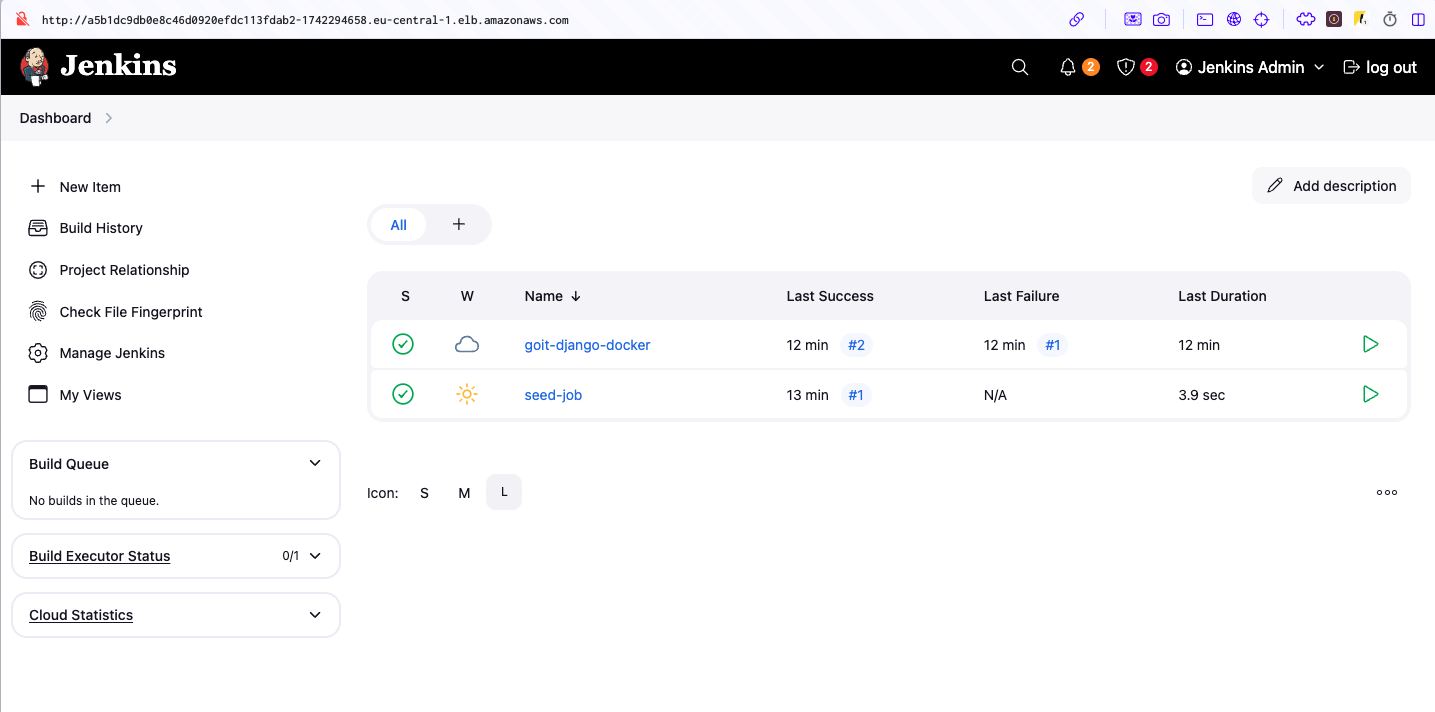 http://a5b1dc9db0e8c46d0920efdc113fdab2-1742294658.eu-central-1.elb.amazonaws.com
Jenkins 2 2 Jenkins Admin log out
Dashboard
New Item
Build History
Project Relationship
Check File Fingerprint
Manage Jenkins
My Views
Build Queue
No builds in the queue.
Build Executor Status 0/1
Cloud Statistics
Add description
All +
S W Name ↓ Last Success Last Failure Last Duration
goit-django-docker 12 min #2 12 min #1 12 min
seed-job 13 min #1 N/A 3.9 sec
Icon: S M L